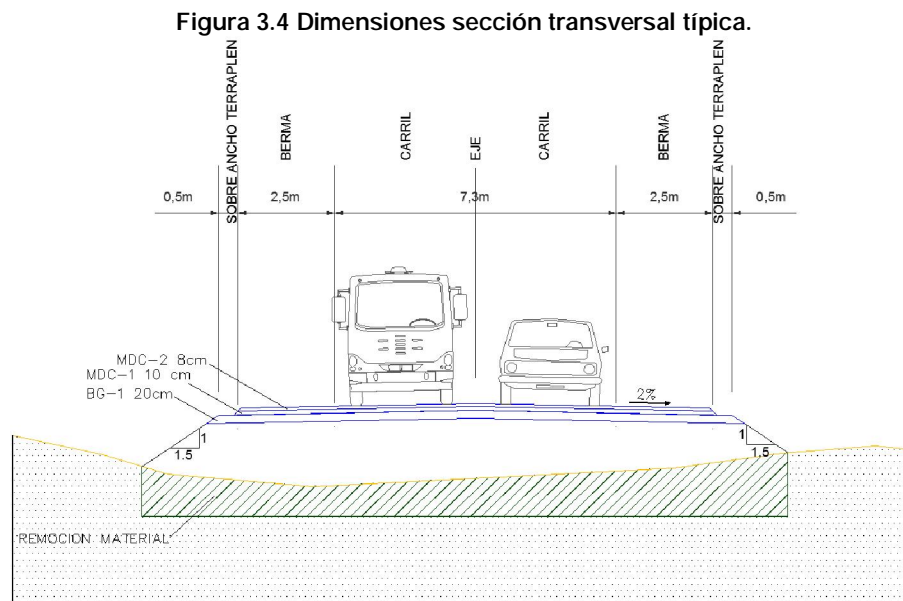 Figura 3.4 Dimensiones sección transversal típica.
SOBRE ANCHO TERRAPLEN
BERMA
CARRIL
EJE
CARRIL
BERMA
SOBRE ANCHO TERRAPLEN
0,5m
2,5m
7,3m
2,5m
0,5m
MDC-2 8cm
MDC-1 10 cm
BG-1 20cm
2%
1
1.5
1
1.5
REMOCION MATERIAL